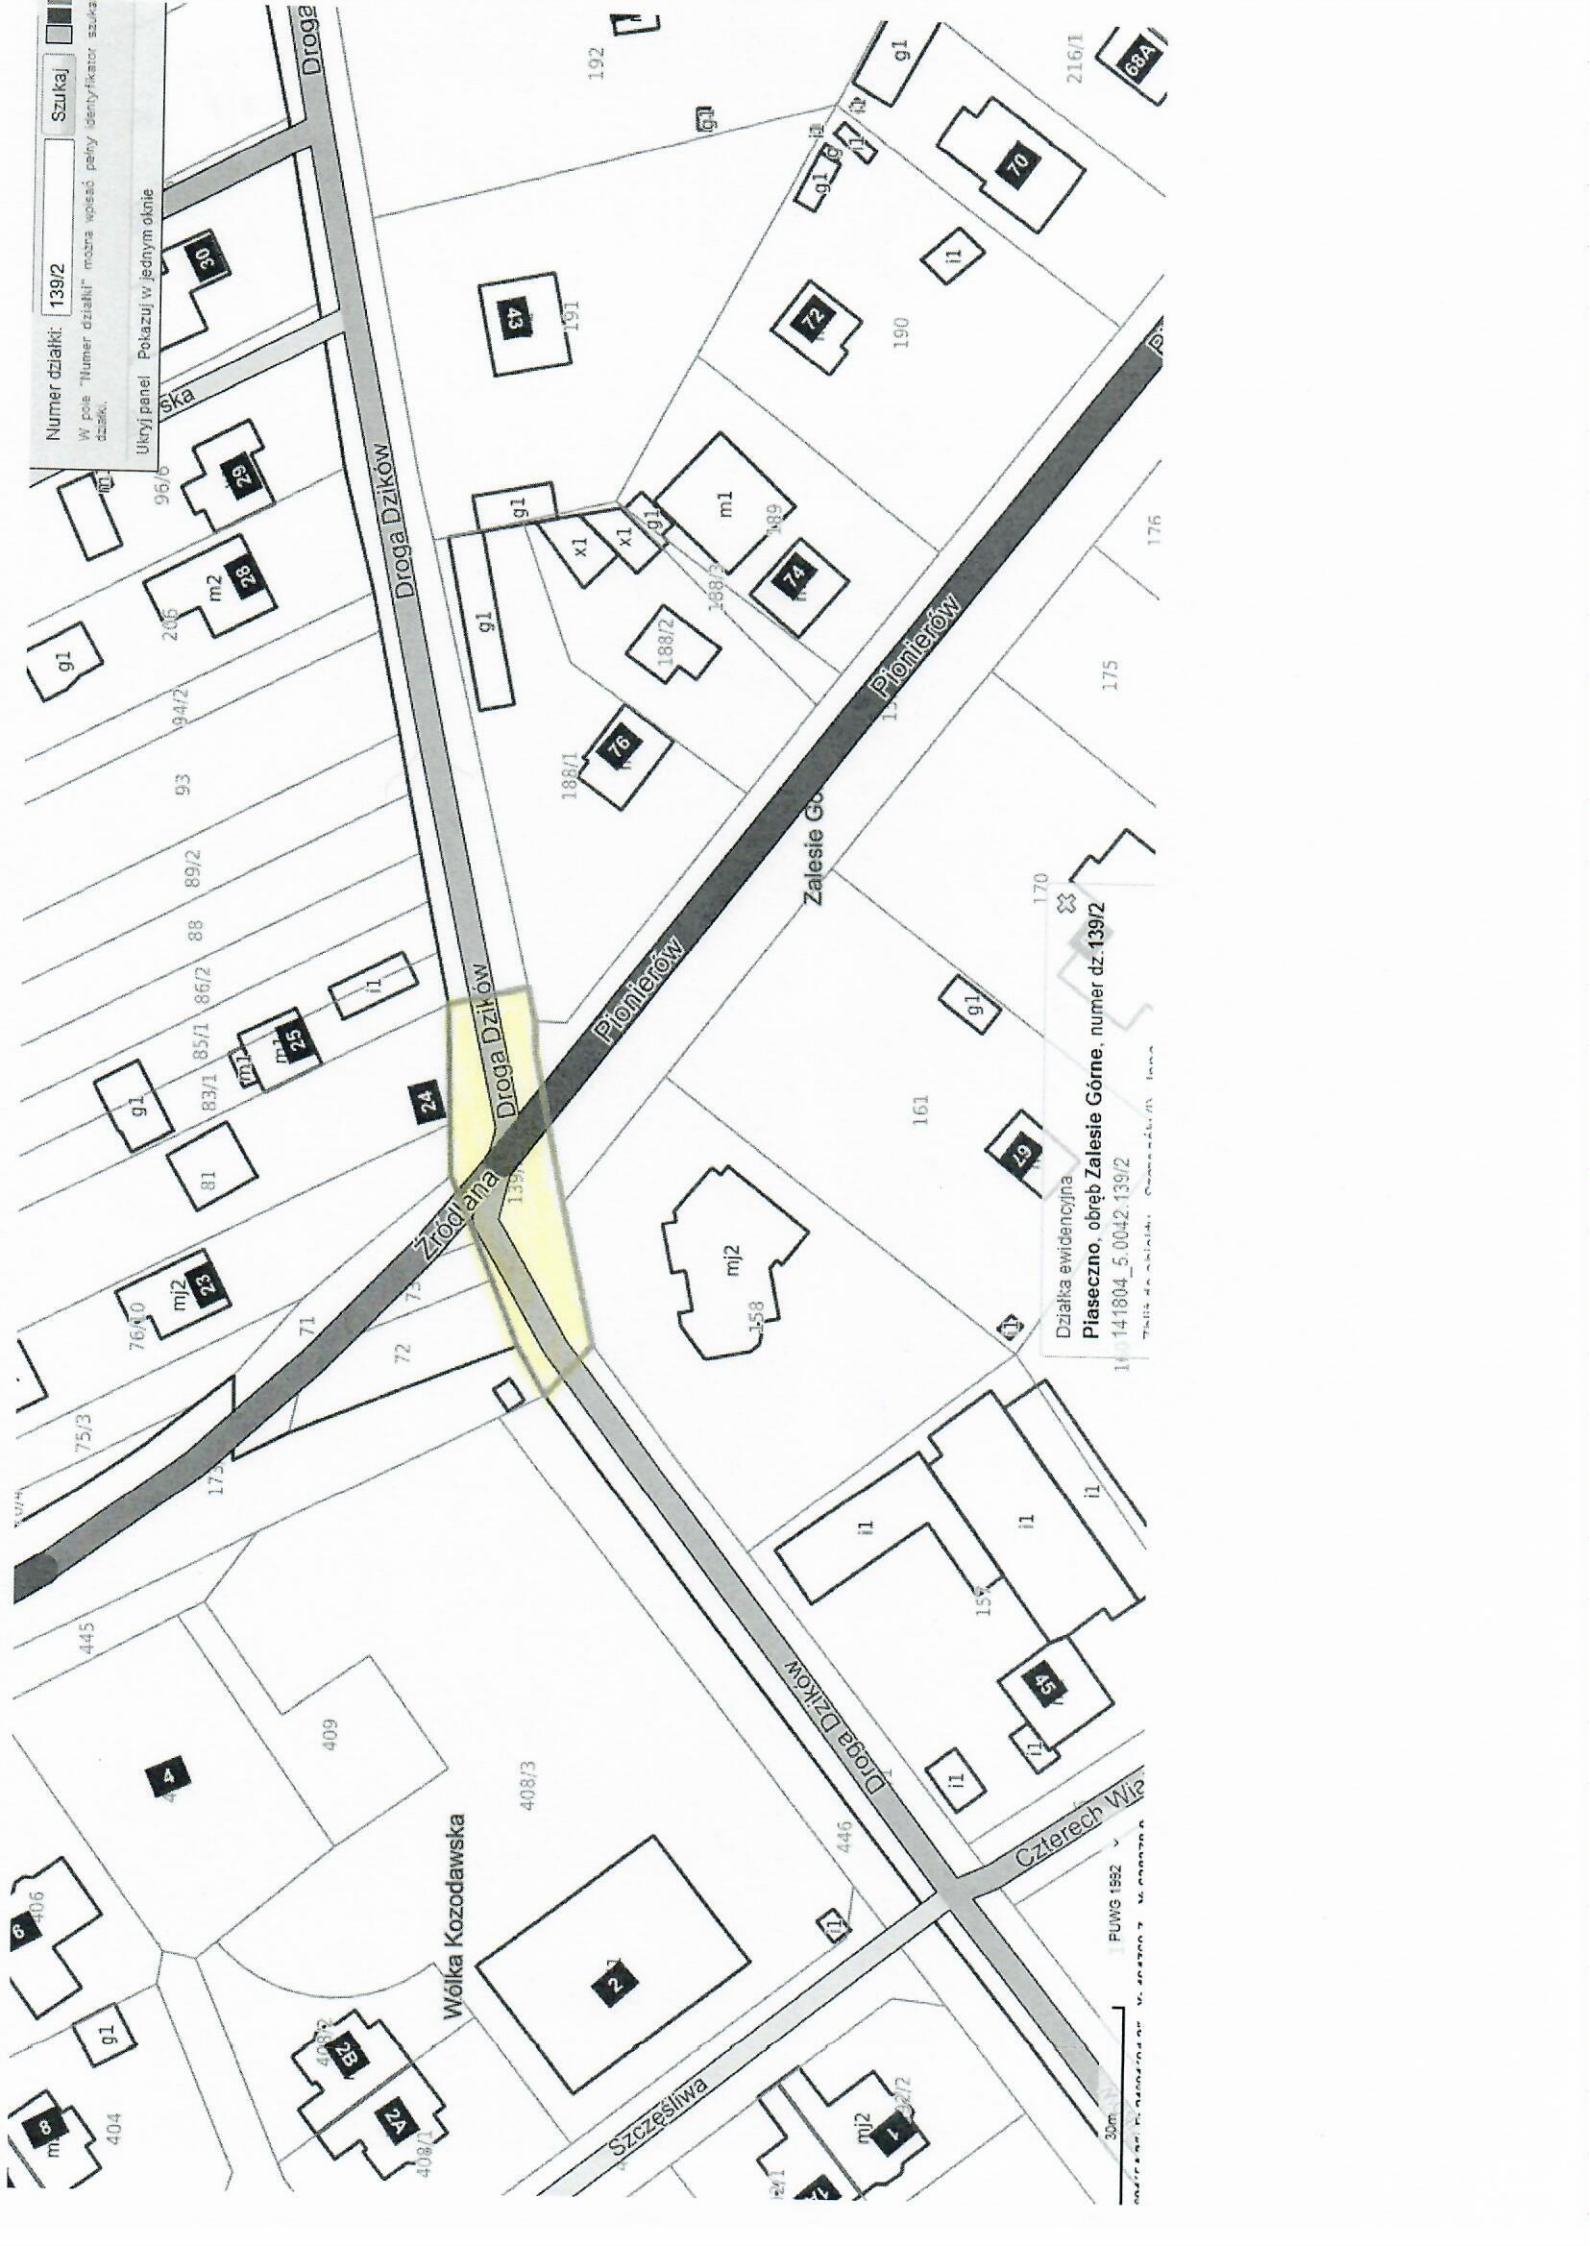 Numer działki:
139/2
Szukaj
W pole "Numer działki" można wpisać pełny identyfikator
działki.
Ukryj panel Pokazuj w jednym oknie
ska
Droga
Droga Dzików
Droga Dzików
Droga Dzików
Źródlana
Pionierów
Pionierów
Szczęśliwa
Czterech
Wólka Kozodawska
Zalesie
192
216/1
68A
g1
g1
i1
i1
g1
70
30
43
191
72
i1
190
96/6
29
28
m2
206
g1
94/2
93
89/2
88
86/2
85/1
83/1
81
g1
m1
25
i1
24
g1
g1
x1
x1
g1
m1
189
74
188/3
188/2
76
188/1
176
175
170
161
g1
67
mj2
158
i1
mj2
23
76/10
71
72
75/3
173
445
4
409
408/3
406
g1
8
404
408/2
2B
2A
408/1
2
446
i1
mj2
1
i1
i1
i1
157
45
i1
i1
Działka ewidencyjna
Piaseczno, obręb Zalesie Górne, numer dz.139/2
141804_5.0042.139/2
PUWG 1992
30m